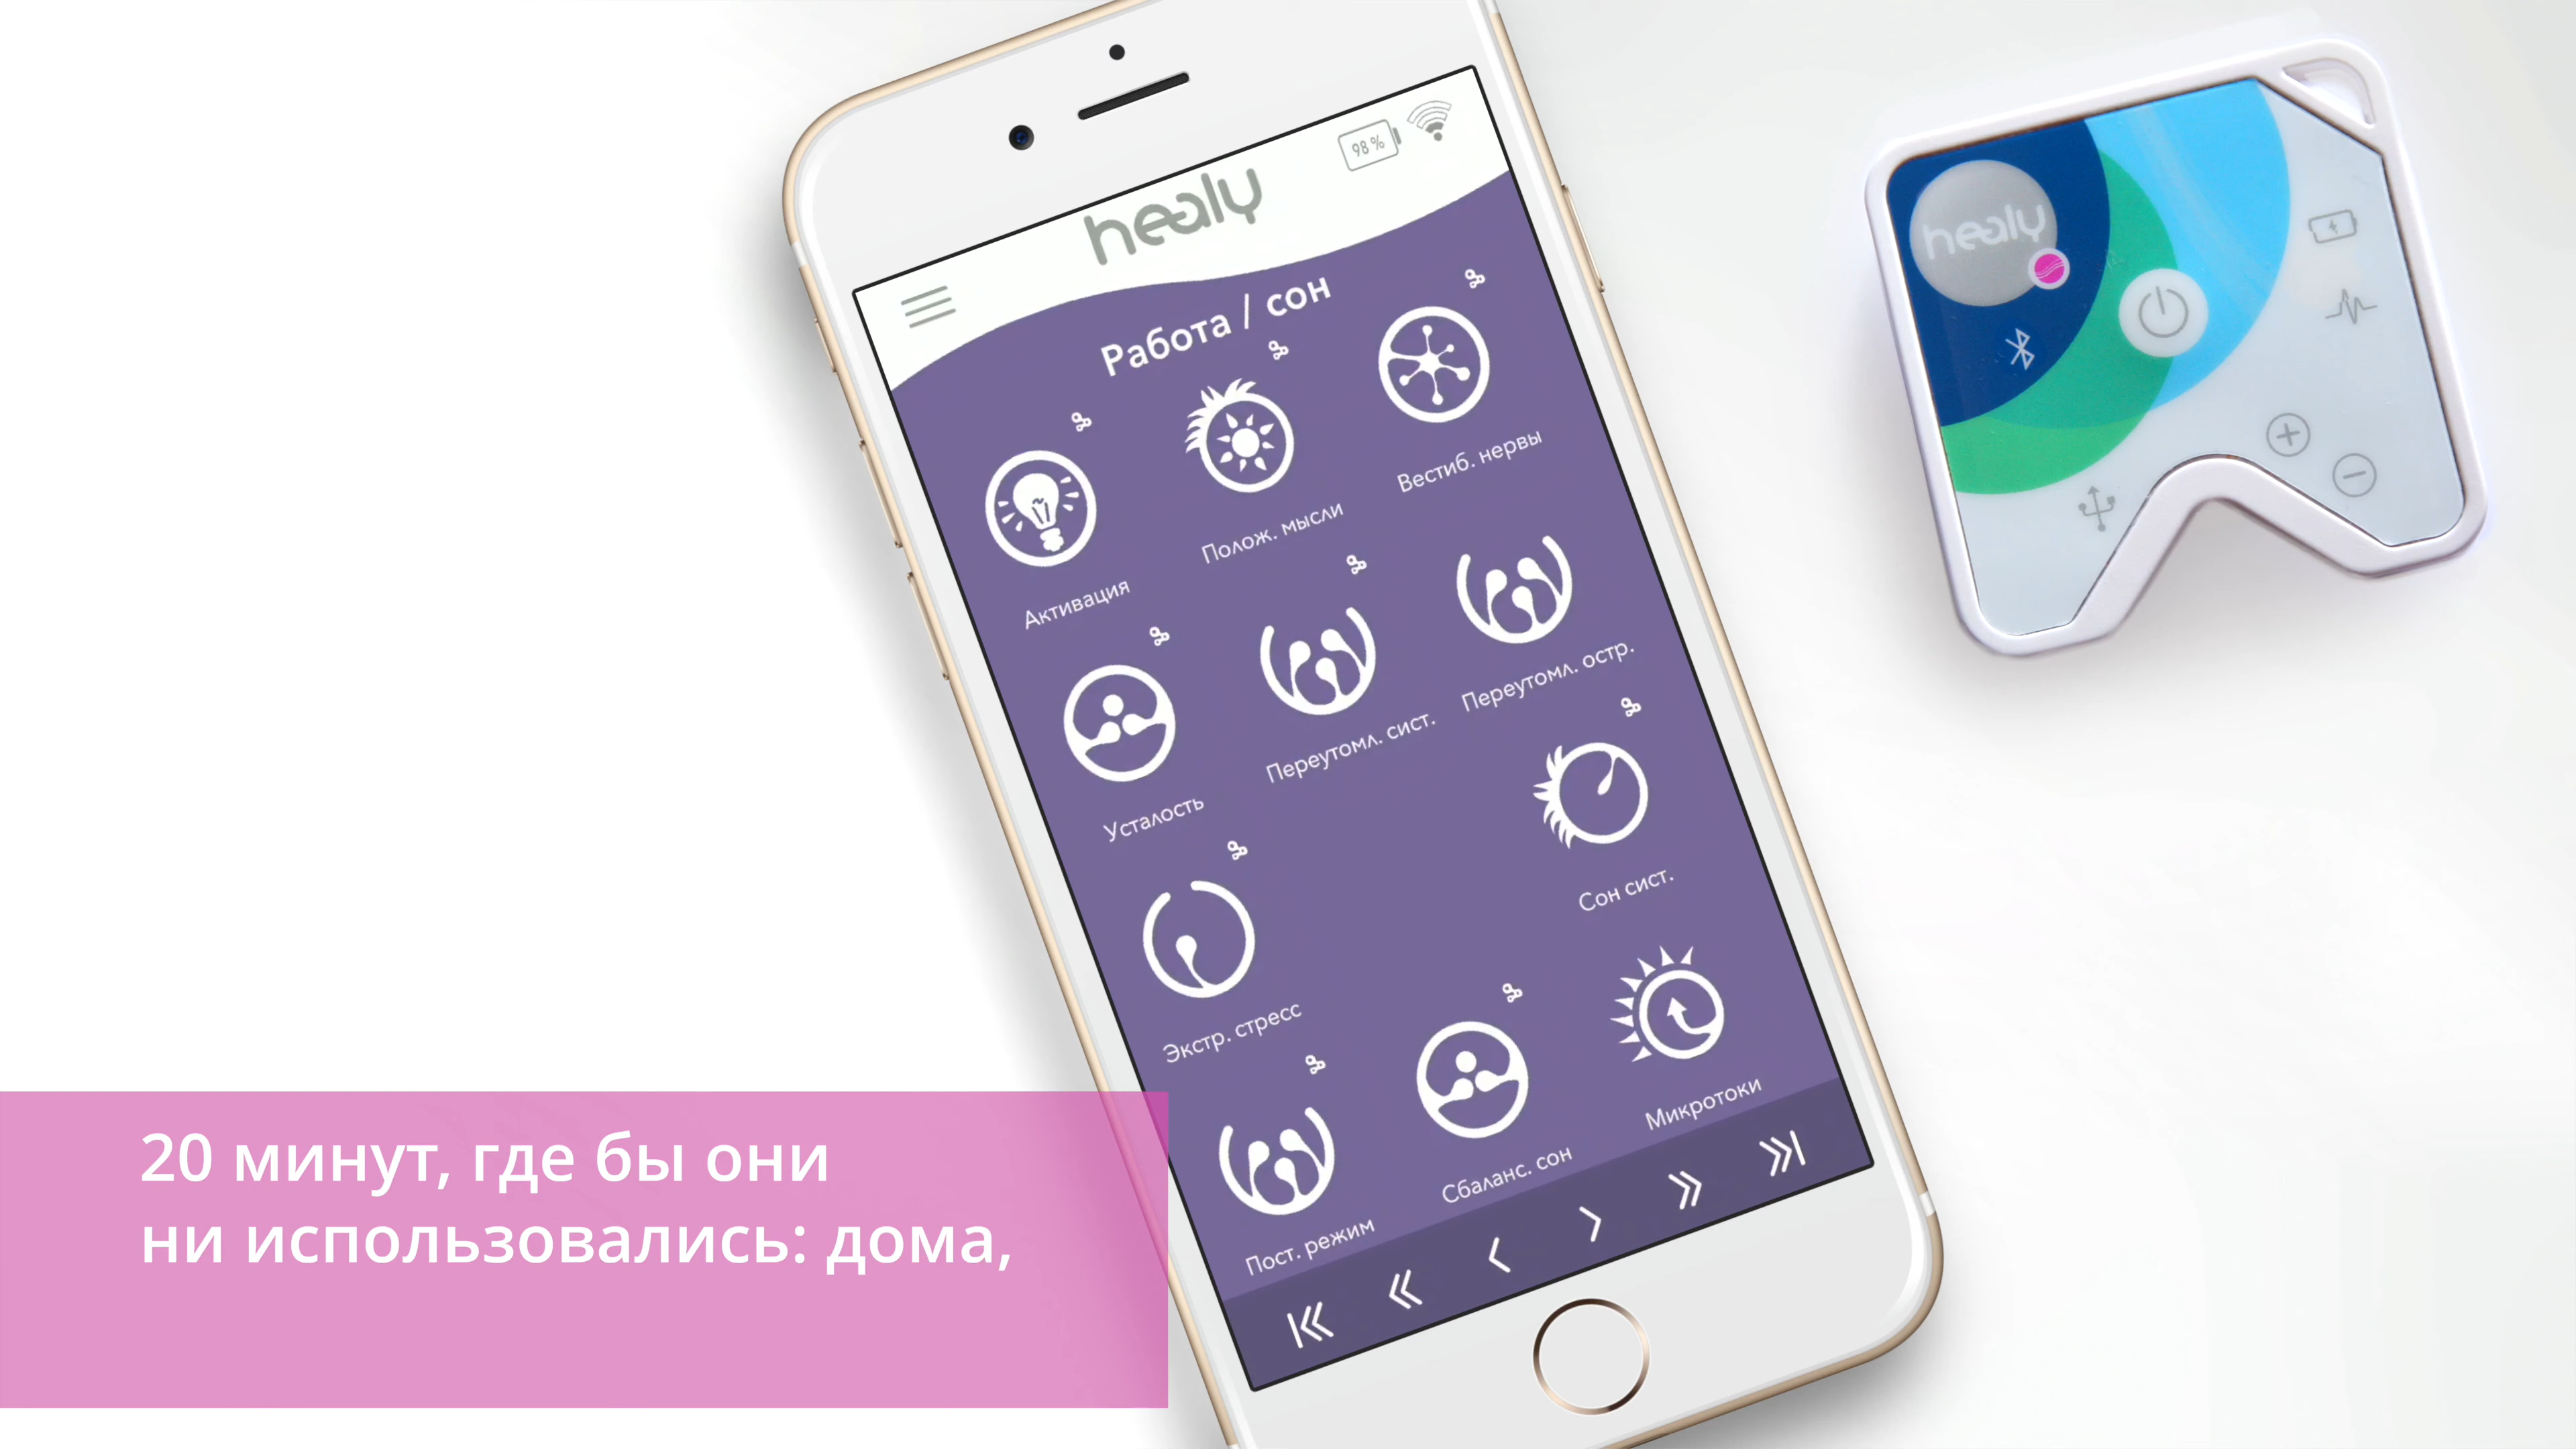 98%
healy
Работа / сон
Активация
Полож. мысли
Вестиб. нервы
Усталость
Переутомл. сист.
Переутомл. остр.
Экстр. стресс
Сон сист.
Пост. режим
Сбаланс. сон
Микротоки
healy
20 минут, где бы они
ни использовались: дома,